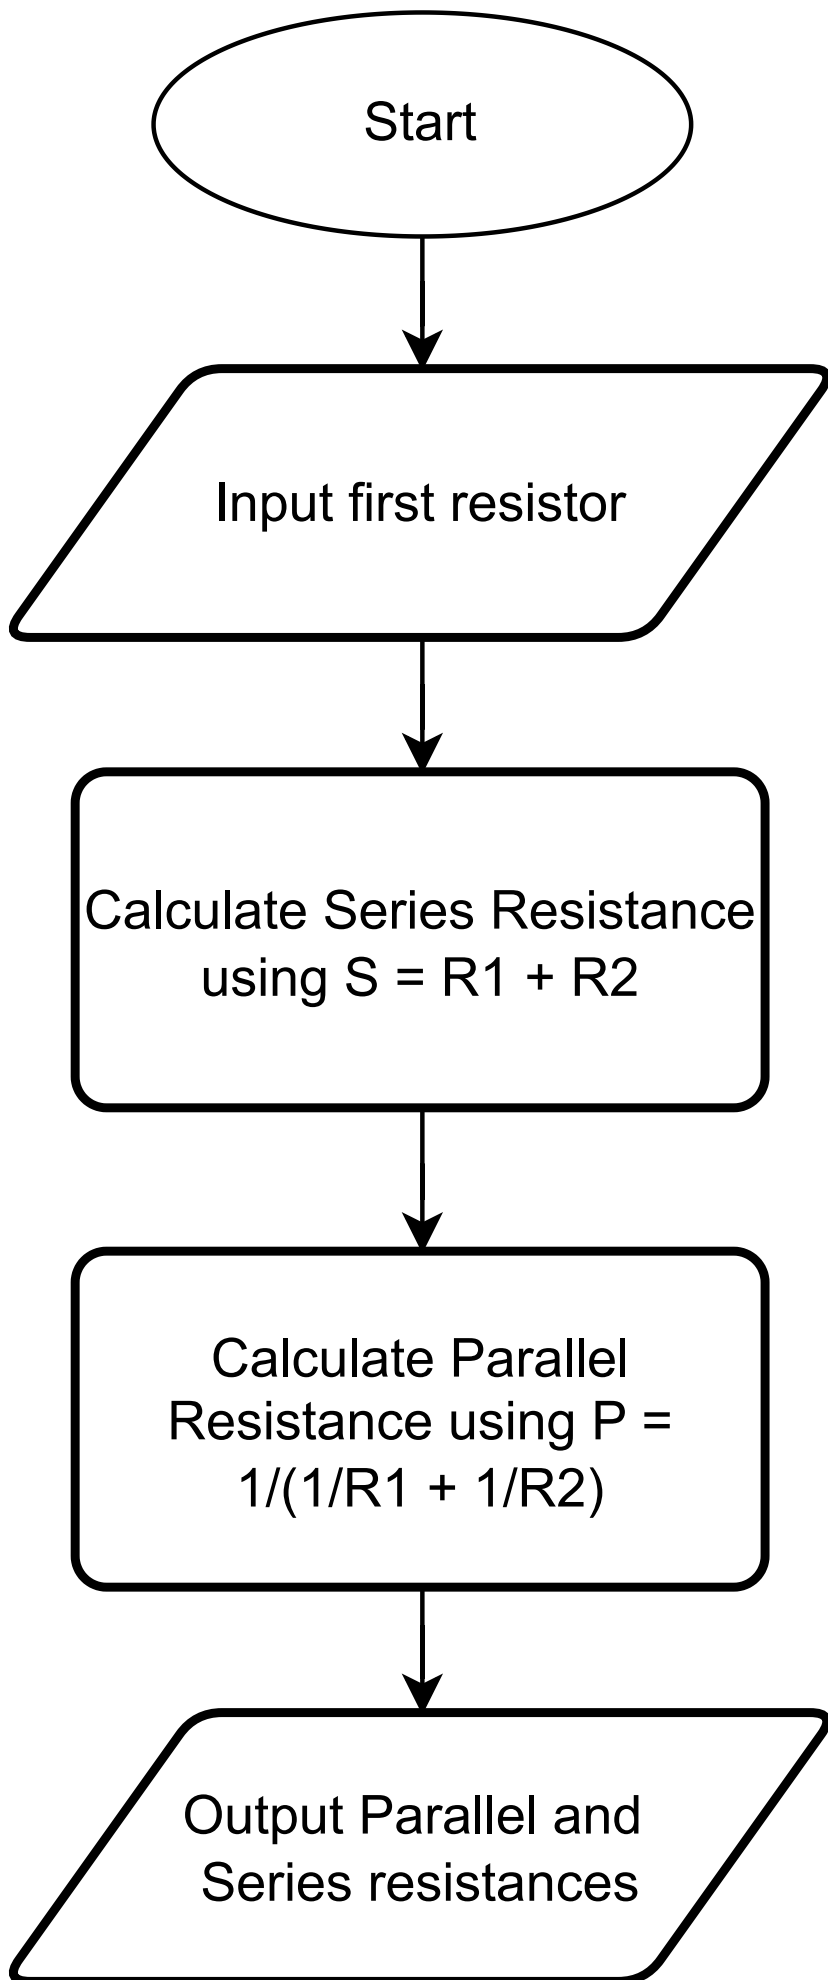 Start
Input first resistor
Calculate Series Resistance
using S = R1 + R2
Calculate Parallel
Resistance using P =
1/(1/R1 + 1/R2)
Output Parallel and
Series resistances